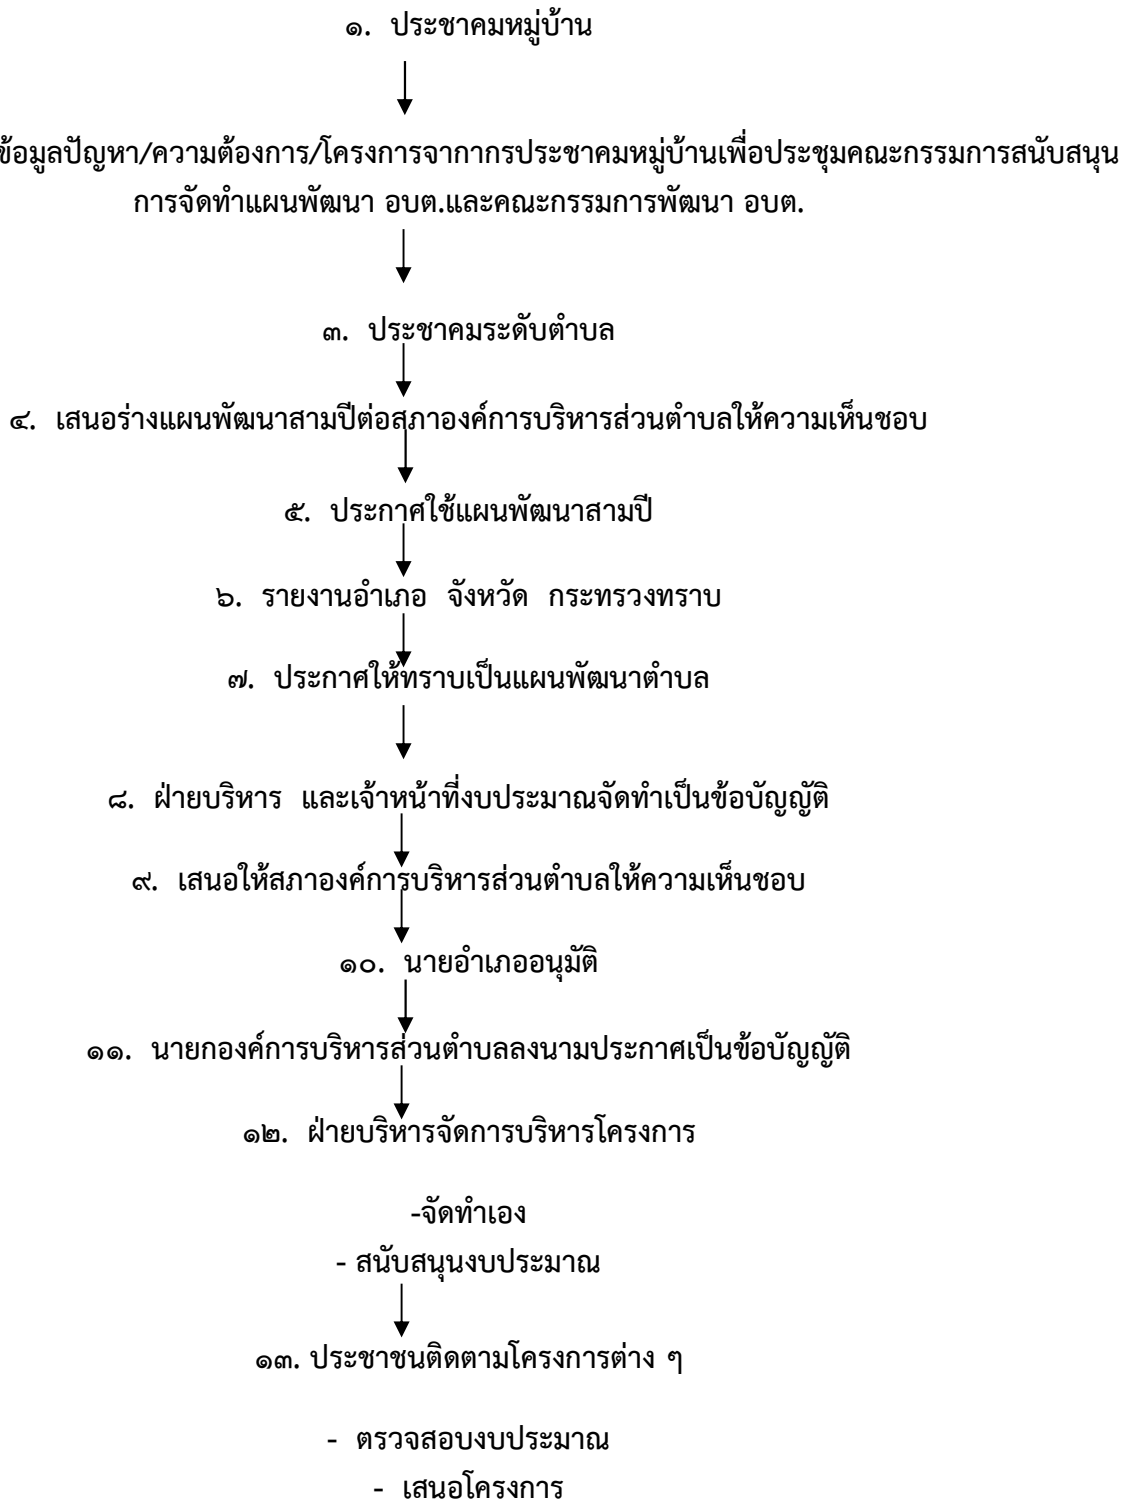 ๑. ประชาคมหมู่บ้าน
ข้อมูลปัญหา/ความต้องการ/โครงการจากากรประชาคมหมู่บ้านเพื่อประชุมคณะกรรมการสนับสนุน
การจัดทำแผนพัฒนา อบต.และคณะกรรมการพัฒนา อบต.
๓. ประชาคมระดับตำบล
๔. เสนอร่างแผนพัฒนาสามปีต่อสภาองค์การบริหารส่วนตำบลให้ความเห็นชอบ
๕. ประกาศใช้แผนพัฒนาสามปี
๖. รายงานอำเภอ จังหวัด กระทรวงทราบ
๗. ประกาศให้ทราบเป็นแผนพัฒนาตำบล
๘. ฝ่ายบริหาร และเจ้าหน้าที่งบประมาณจัดทำเป็นข้อบัญญัติ
๙. เสนอให้สภาองค์การบริหารส่วนตำบลให้ความเห็นชอบ
๑๐. นายอำเภออนุมัติ
๑๑. นายกองค์การบริหารส่วนตำบลลงนามประกาศเป็นข้อบัญญัติ
๑๒. ฝ่ายบริหารจัดการบริหารโครงการ
-จัดทำเอง
- สนับสนุนงบประมาณ
๑๓. ประชาชนติดตามโครงการต่าง ๆ
- ตรวจสอบงบประมาณ
- เสนอโครงการ